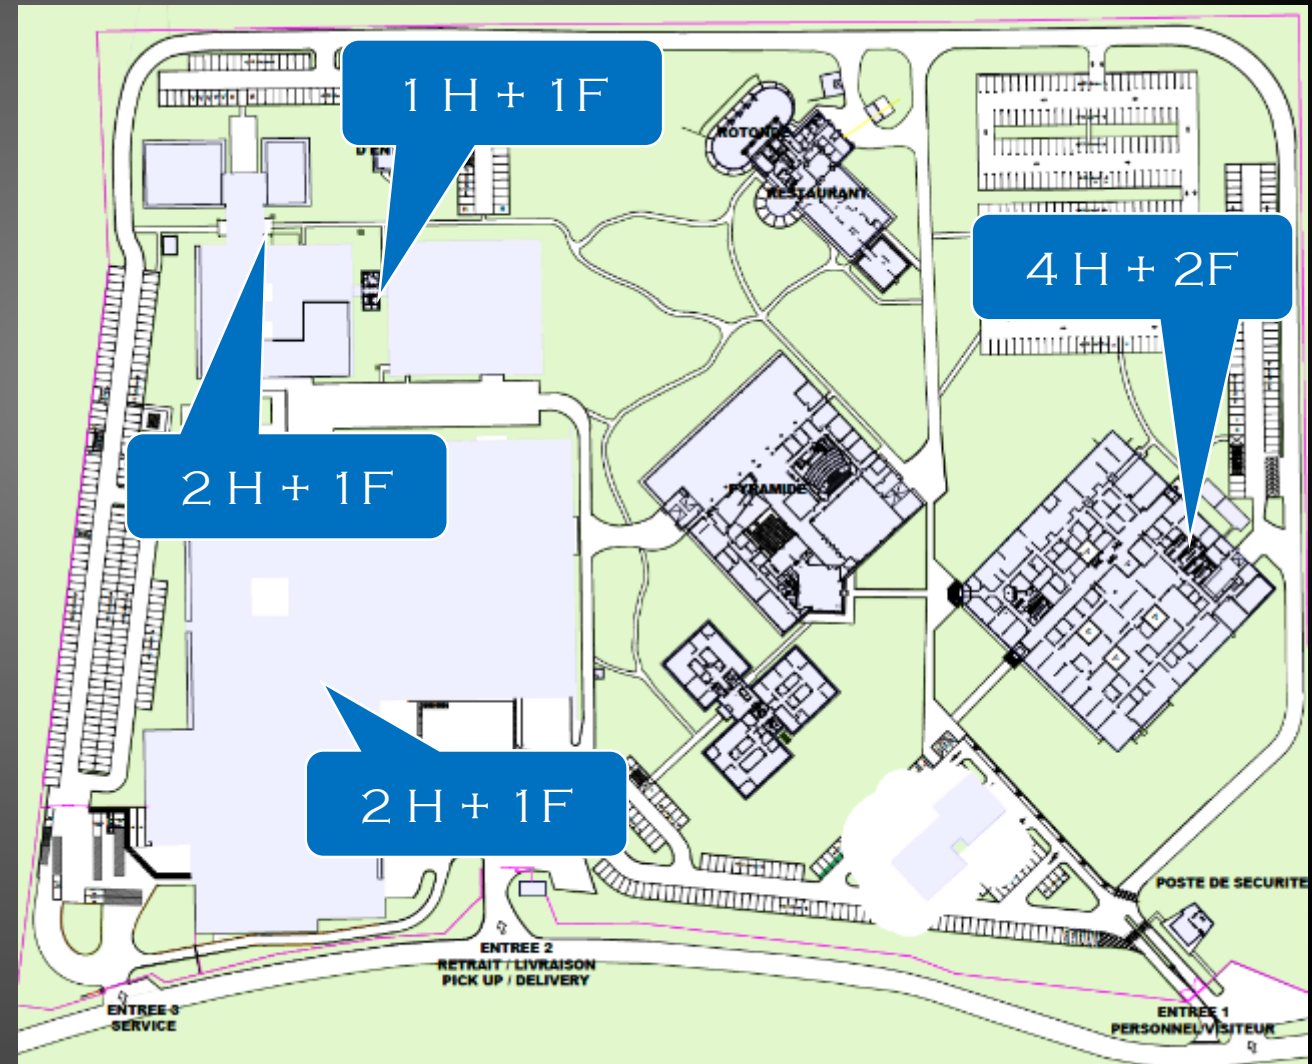 1 H + 1F
D'EN
ROTONDE
RESTAURANT
4 H + 2F
2 H + 1F
PYRAMIDE
2 H + 1F
POSTE DE SECURITE
ENTREE 2
RETRAIT / LIVRAISON
PICK UP / DELIVERY
ENTREE 3
SERVICE
ENTREE 1
PERSONNEL/VISITEUR